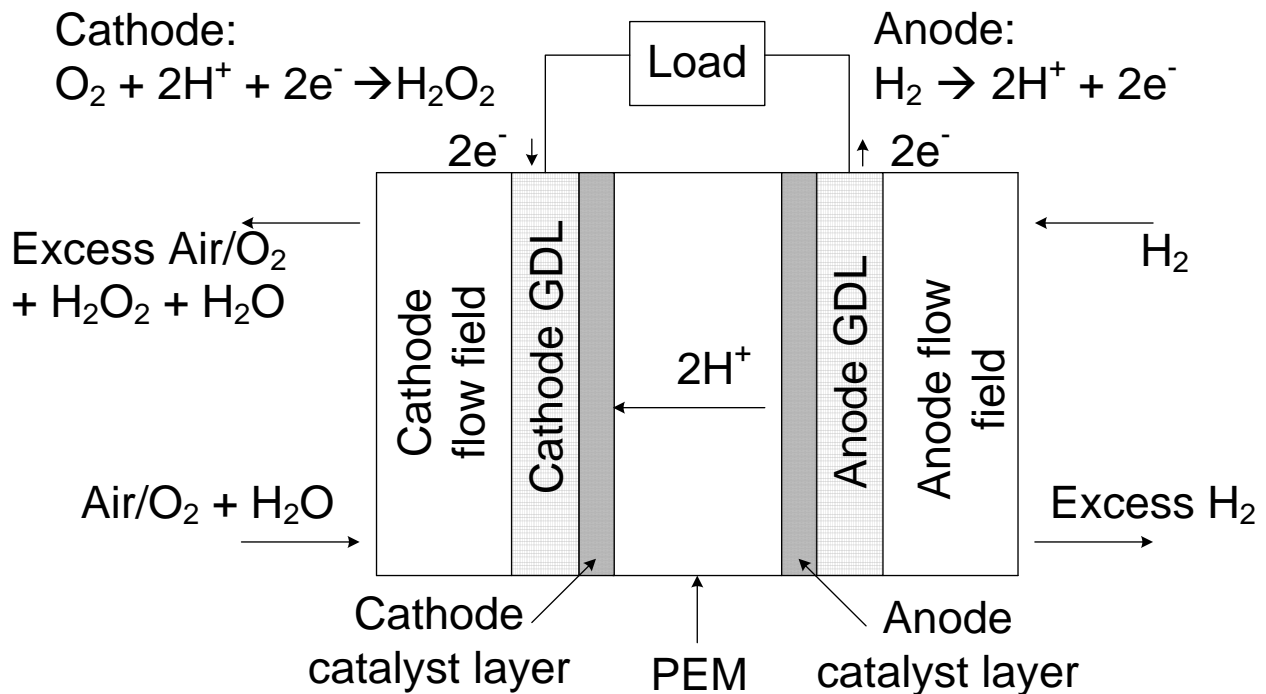 Cathode:
O₂ + 2H⁺ + 2e⁻ → H₂O₂
Load
Anode:
H₂ → 2H⁺ + 2e⁻
2e⁻
2e⁻
Excess Air/O₂
+ H₂O₂ + H₂O
Air/O₂ + H₂O
Cathode
flow field
Cathode GDL
2H⁺
Anode GDL
Anode flow
field
H₂
Excess H₂
Cathode
catalyst layer
PEM
Anode
catalyst layer